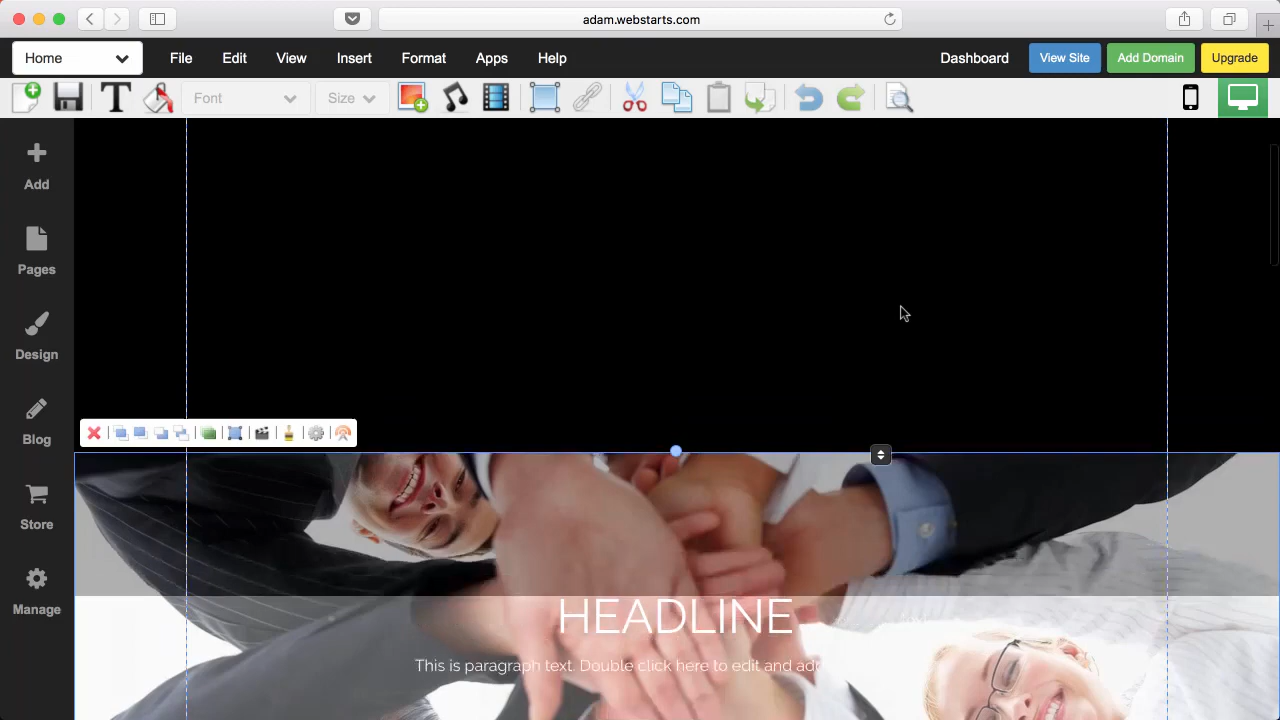 adam.webstarts.com
Home File Edit View Insert Format Apps Help Dashboard View Site Add Domain Upgrade
T Font Size
Add
Pages
Design
Blog
Store
Manage
HEADLINE
This is paragraph text. Double click here to edit and add